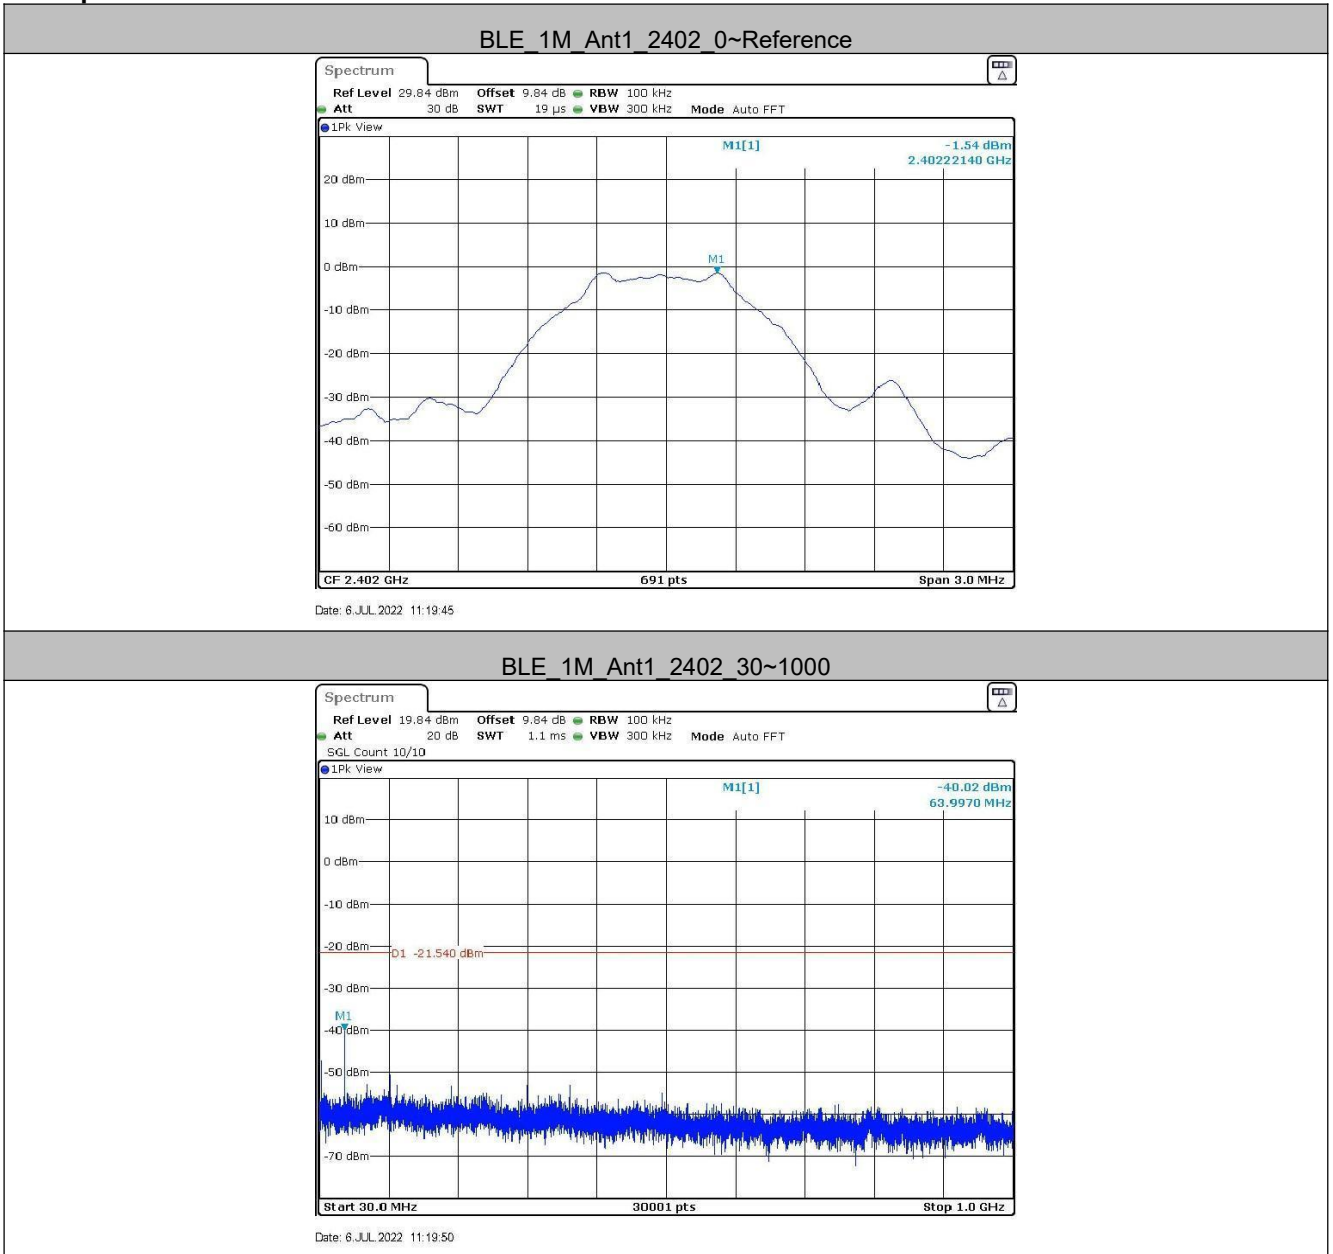 BLE_1M_Ant1_2402_0~Reference
Spectrum
Ref Level 29.84 dBm Offset 9.84 dB RBW 100 kHz
Att 30 dB SWT 19 µs VBW 300 kHz Mode Auto FFT
1Pk View
M1[1] -1.54 dBm
2.40222140 GHz
20 dBm
10 dBm
M1
0 dBm
-10 dBm
-20 dBm
-30 dBm
-40 dBm
-50 dBm
-60 dBm
CF 2.402 GHz 691 pts Span 3.0 MHz
Date: 6.JUL.2022 11:19:45
BLE_1M_Ant1_2402_30~1000
Spectrum
Ref Level 19.84 dBm Offset 9.84 dB RBW 100 kHz
Att 20 dB SWT 1.1 ms VBW 300 kHz Mode Auto FFT
SGL Count 10/10
1Pk View
M1[1] -40.02 dBm
63.9970 MHz
10 dBm
0 dBm
-10 dBm
-20 dBm
D1 -21.540 dBm
-30 dBm
M1
-40 dBm
-50 dBm
-70 dBm
Start 30.0 MHz 30001 pts Stop 1.0 GHz
Date: 6.JUL.2022 11:19:50